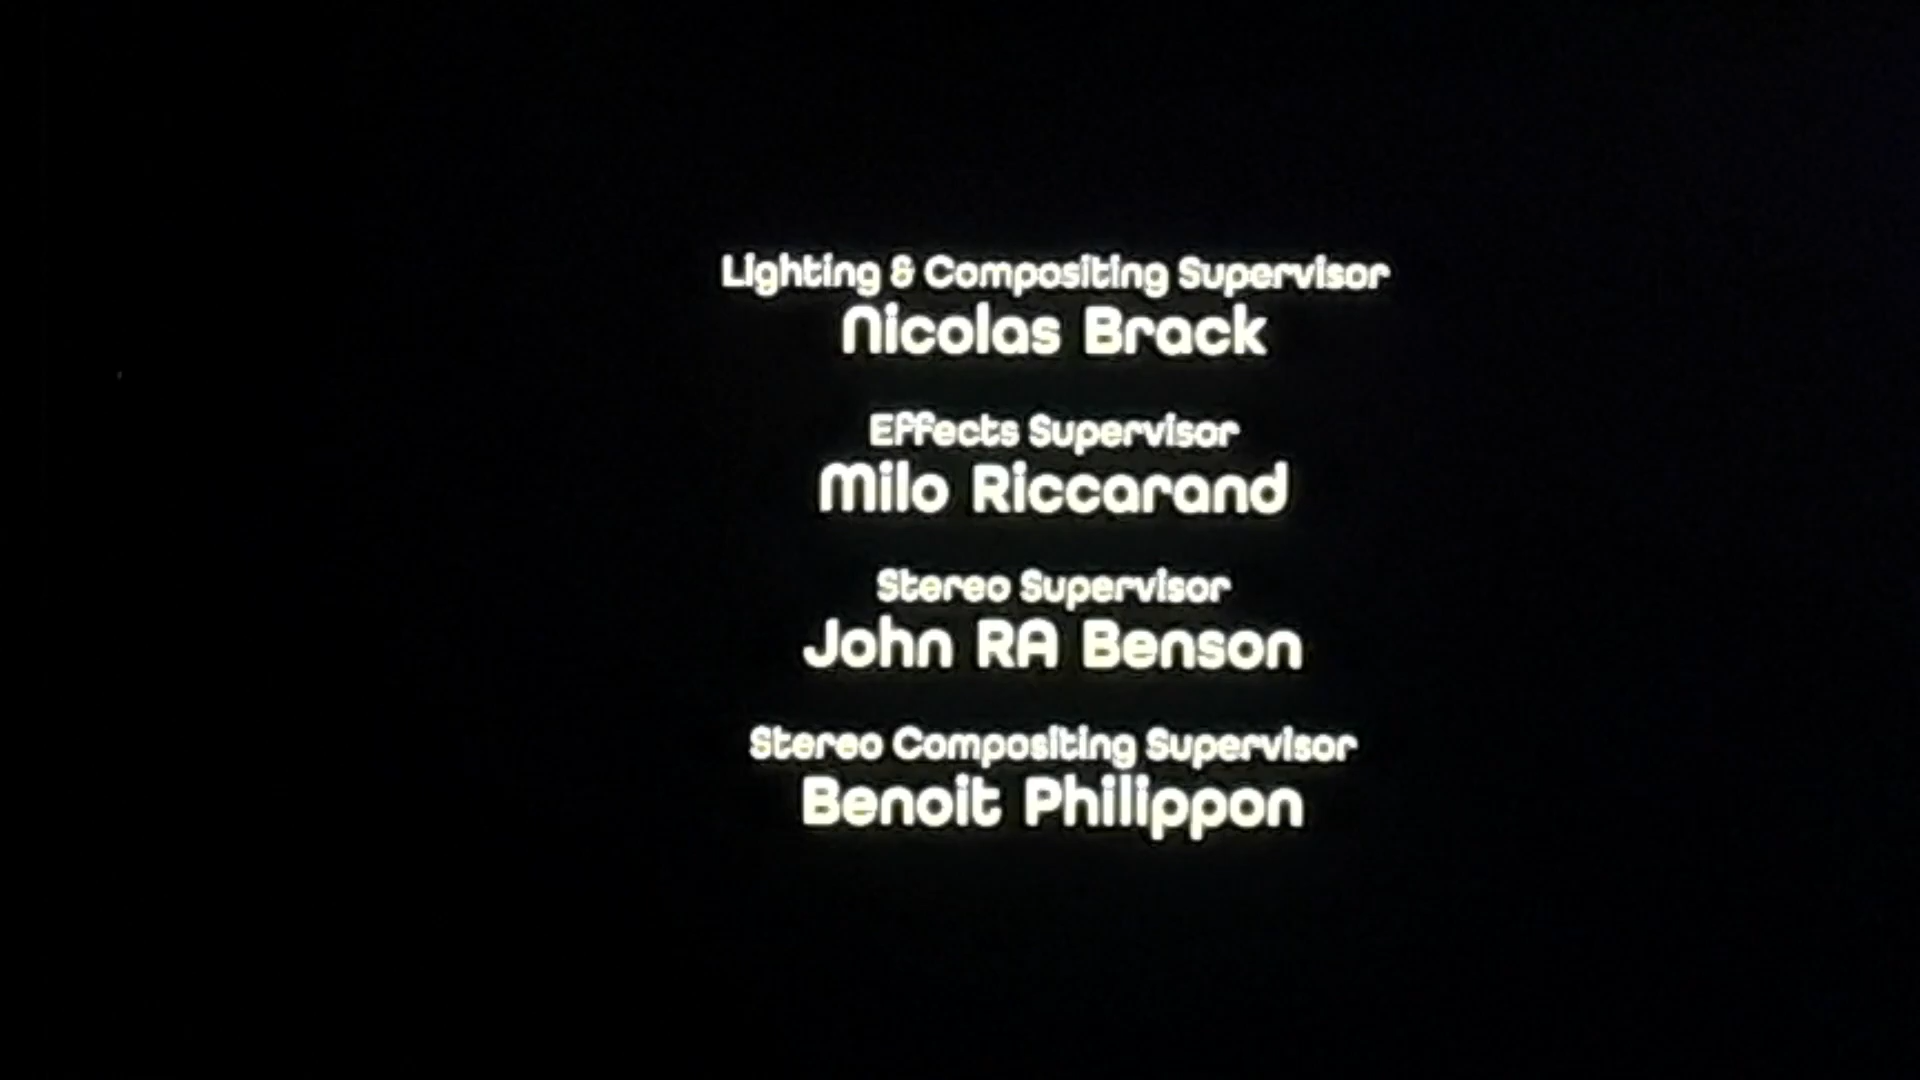 Lighting & Compositing Supervisor
Nicolas Brack
Effects Supervisor
Milo Riccarand
Stereo Supervisor
John RA Benson
Stereo Compositing Supervisor
Benoit Philippon